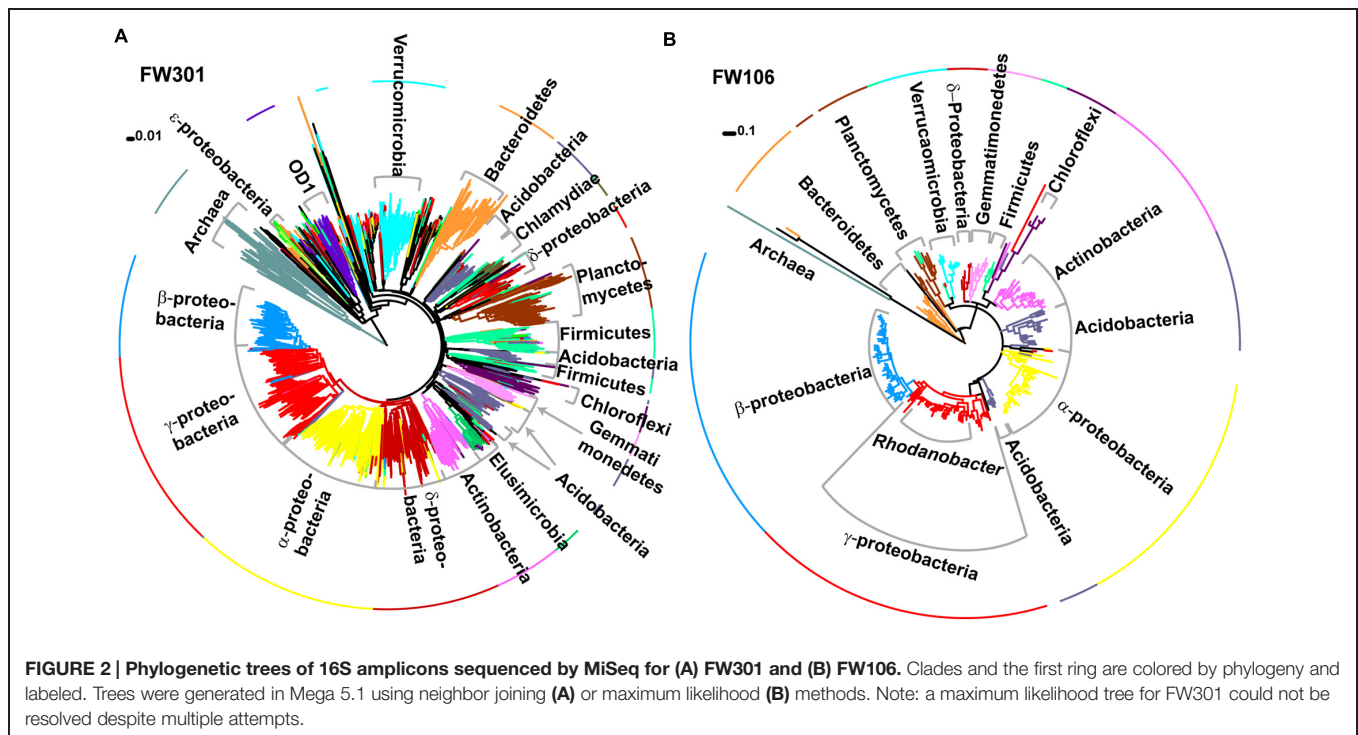 A
FW301
0.01
Archaea
ε-proteobacteria
OD1
Verrucomicrobia
Bacteroidetes
Acidobacteria
Chlamydiae
δ-proteobacteria
Plancto-
mycetes
Firmicutes
Acidobacteria
Firmicutes
Chloroflexi
Gemmati
monedetes
Acidobacteria
Elusimicrobia
Actinobacteria
δ-proteo-
bacteria
α-proteo-
bacteria
γ-proteo-
bacteria
β-proteo-
bacteria
B
FW106
0.1
Archaea
Bacteroidetes
Planctomycetes
Verrucaomicrobia
δ-Proteobacteria
Gemmatimonedetes
Firmicutes
Chloroflexi
Actinobacteria
Acidobacteria
α-proteobacteria
Acidobacteria
Rhodanobacter
γ-proteobacteria
β-proteobacteria
FIGURE 2 | Phylogenetic trees of 16S amplicons sequenced by MiSeq for (A) FW301 and (B) FW106. Clades and the first ring are colored by phylogeny and
labeled. Trees were generated in Mega 5.1 using neighbor joining (A) or maximum likelihood (B) methods. Note: a maximum likelihood tree for FW301 could not be
resolved despite multiple attempts.